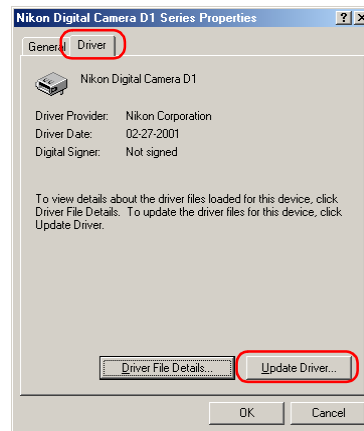 Nikon Digital Camera D1 Series Properties
General Driver
Nikon Digital Camera D1
Driver Provider: Nikon Corporation
Driver Date: 02-27-2001
Digital Signer: Not signed
To view details about the driver files loaded for this device, click
Driver File Details. To update the driver files for this device, click
Update Driver.
Driver File Details... Update Driver...
OK Cancel